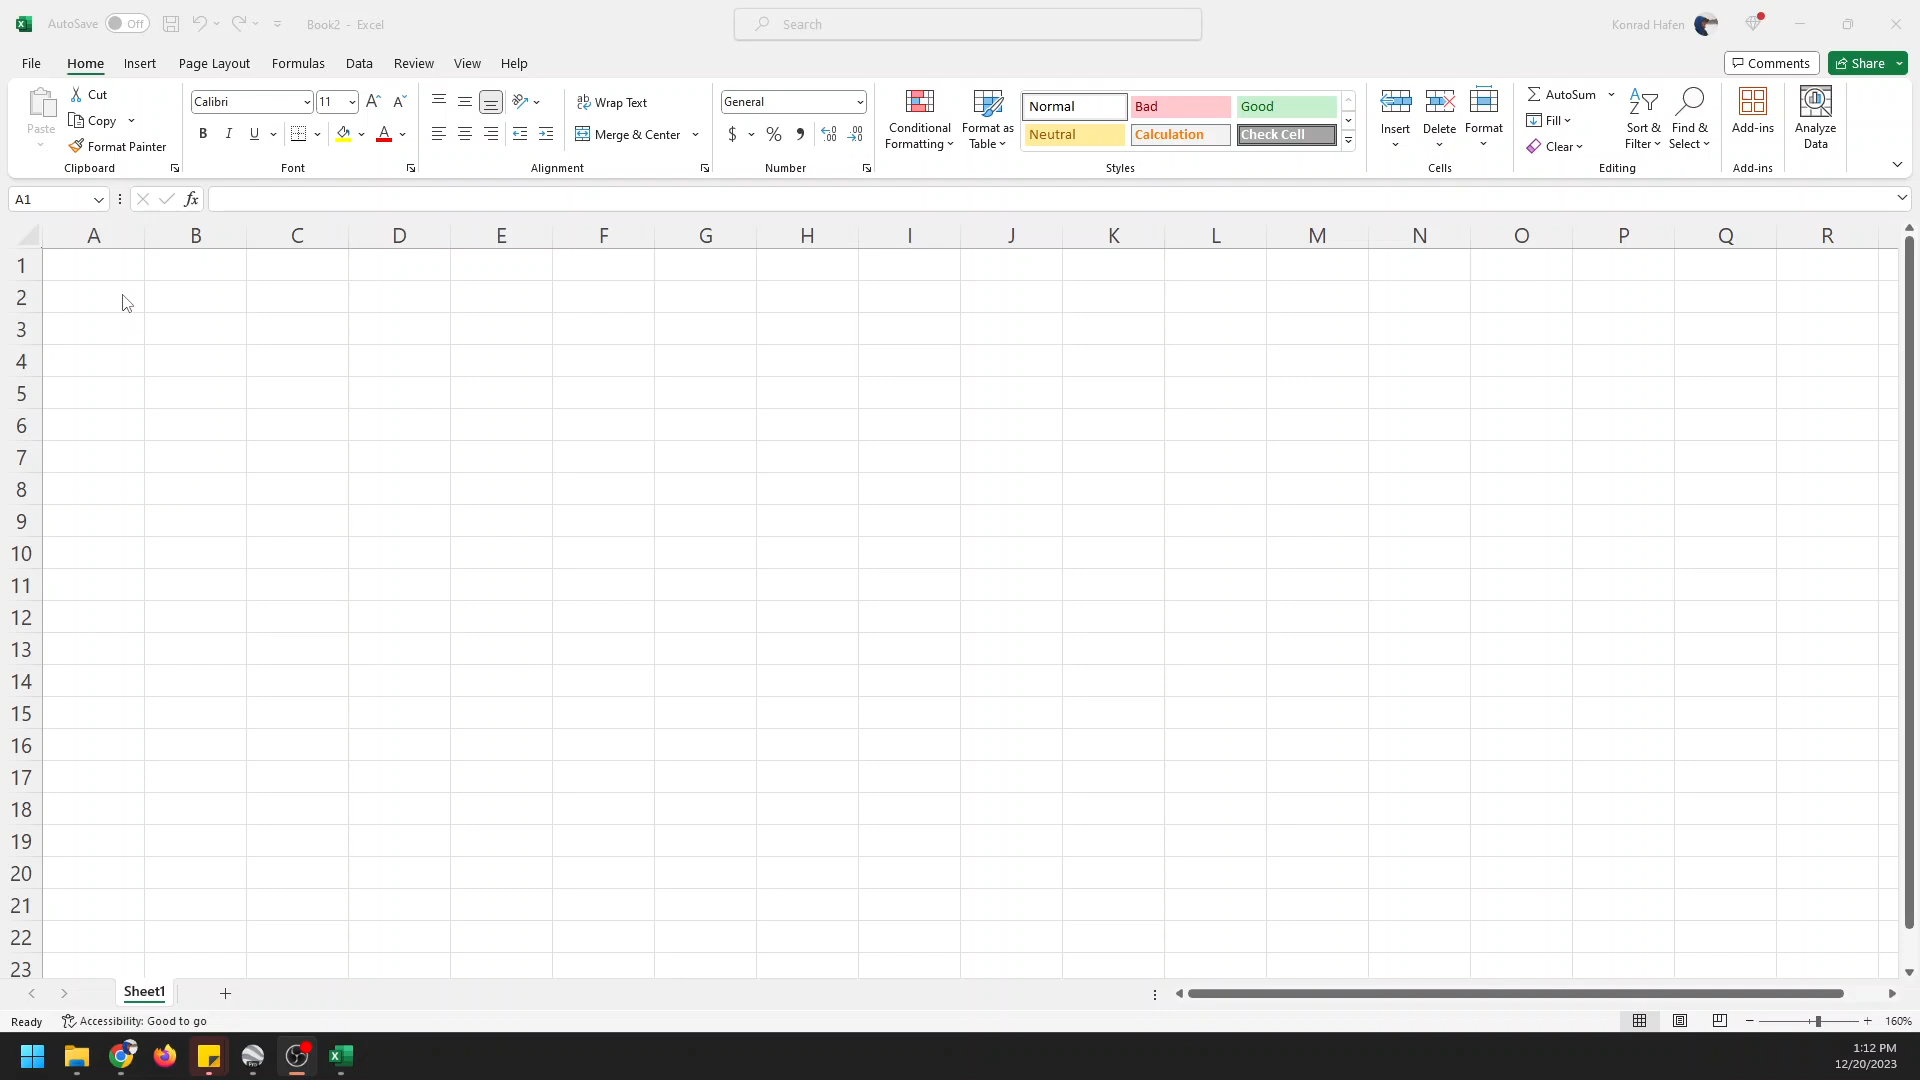 AutoSave Off Book2 - Excel Search Konrad Hafen
File Home Insert Page Layout Formulas Data Review View Help Comments Share
Paste Cut Copy Format Painter
Clipboard
Calibri 11
B I U A
Font
Wrap Text
Merge & Center
Alignment
General
$ % 9
Number
Conditional Formatting
Format as Table
Normal Bad Good
Neutral Calculation Check Cell
Styles
Insert Delete Format
Cells
AutoSum
Fill
Clear
Sort & Filter
Find & Select
Editing
Add-ins
Add-ins
Analyze Data
A1 fx
A B C D E F G H I J K L M N O P Q R
1
2
3
4
5
6
7
8
9
10
11
12
13
14
15
16
17
18
19
20
21
22
23
Sheet1
Ready Accessibility: Good to go 160%
1:12 PM
12/20/2023